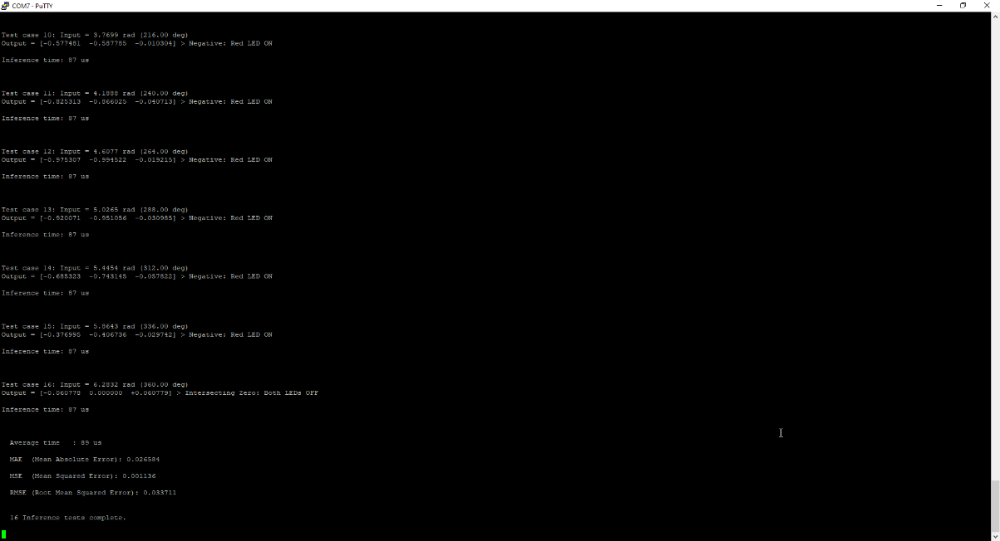 COM7 - PuTTY
Test case 10: Input = 3.7699 rad (216.00 deg)
Output = [-0.577481  -0.587785  -0.010304] > Negative: Red LED ON
Inference time: 87 us
Test case 11: Input = 4.1888 rad (240.00 deg)
Output = [-0.825313  -0.866025  -0.040713] > Negative: Red LED ON
Inference time: 87 us
Test case 12: Input = 4.6077 rad (264.00 deg)
Output = [-0.975307  -0.994522  -0.019215] > Negative: Red LED ON
Inference time: 87 us
Test case 13: Input = 5.0265 rad (288.00 deg)
Output = [-0.920071  -0.951056  -0.030985] > Negative: Red LED ON
Inference time: 87 us
Test case 14: Input = 5.4454 rad (312.00 deg)
Output = [-0.685323  -0.743145  -0.057822] > Negative: Red LED ON
Inference time: 87 us
Test case 15: Input = 5.8643 rad (336.00 deg)
Output = [-0.376995  -0.406736  -0.029742] > Negative: Red LED ON
Inference time: 87 us
Test case 16: Input = 6.2832 rad (360.00 deg)
Output = [-0.060778  0.000000  +0.060779] > Intersecting Zero: Both LEDs OFF
Inference time: 87 us
Average time   : 89 us
MAE  (Mean Absolute Error): 0.026584
MSE  (Mean Squared Error): 0.001136
RMSE (Root Mean Squared Error): 0.033711
16 Inference tests complete.